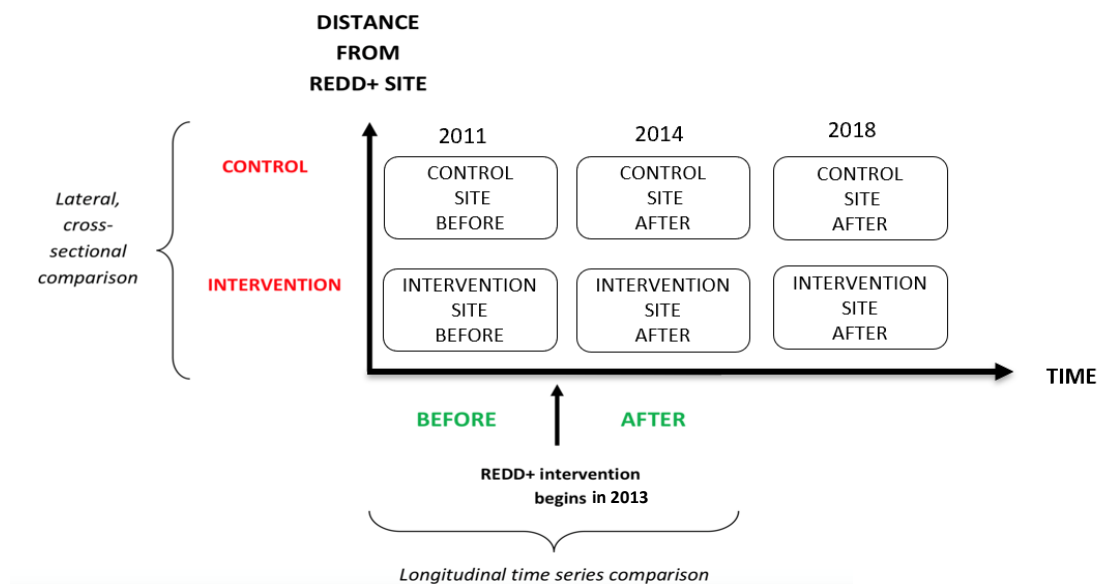 DISTANCE
FROM
REDD+ SITE
2011
2014
2018
CONTROL
CONTROL
SITE
BEFORE
CONTROL
SITE
AFTER
CONTROL
SITE
AFTER
Lateral,
cross-
sectional
comparison
INTERVENTION
INTERVENTION
SITE
BEFORE
INTERVENTION
SITE
AFTER
INTERVENTION
SITE
AFTER
TIME
BEFORE
AFTER
REDD+ intervention
begins in 2013
Longitudinal time series comparison